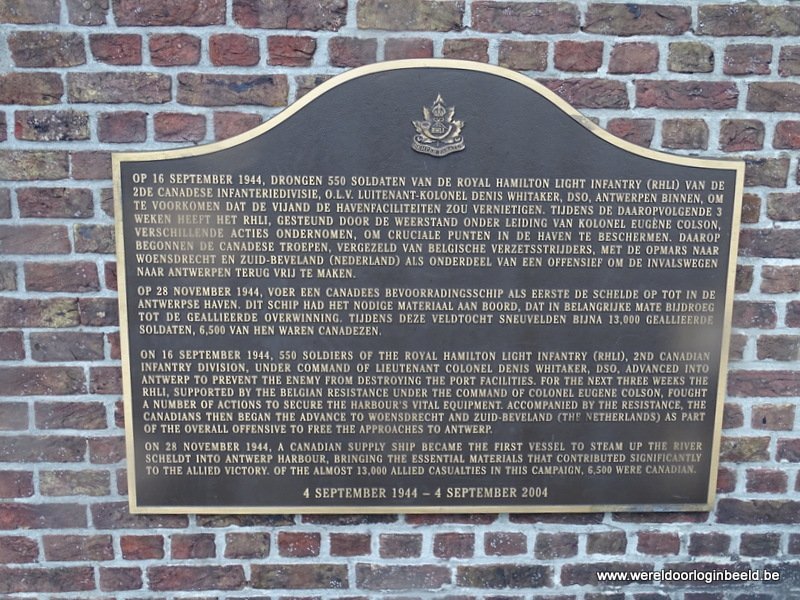 OP 16 SEPTEMBER 1944, DRONGEN 550 SOLDATEN VAN DE ROYAL HAMILTON LIGHT INFANTRY (RHLI) VAN DE
2DE CANADESE INFANTERIEDIVISIE, O.L.V. LUITENANT-KOLONEL DENIS WHITAKER, DSO, ANTWERPEN BINNEN, OM
TE VOORKOMEN DAT DE VIJAND DE HAVENFACILITEITEN ZOU VERNIETIGEN. TIJDENS DE DAAROPVOLGENDE 3
WEKEN HEEFT HET RHLI, GESTEUND DOOR DE WEERSTAND ONDER LEIDING VAN KOLONEL EUGÈNE COLSON,
VERSCHILLENDE ACTIES ONDERNOMEN, OM CRUCIALE PUNTEN IN DE HAVEN TE BESCHERMEN. DAAROP
BEGONNEN DE CANADESE TROEPEN, VERGEZELD VAN BELGISCHE VERZETSSTRIJDERS, MET DE OPMARS NAAR
WOENSDRECHT EN ZUID-BEVELAND (NEDERLAND) ALS ONDERDEEL VAN EEN OFFENSIEF OM DE INVALSWEGEN
NAAR ANTWERPEN TERUG VRIJ TE MAKEN.
OP 28 NOVEMBER 1944, VOER EEN CANADEES BEVOORRADINGSSCHIP ALS EERSTE DE SCHELDE OP TOT IN DE
ANTWERPSE HAVEN. DIT SCHIP HAD HET NODIGE MATERIAAL AAN BOORD, DAT IN BELANGRIJKE MATE BIJDROEG
TOT DE GEALLIEERDE OVERWINNING. TIJDENS DEZE VELDTOCHT SNEUVELDEN BIJNA 13,000 GEALLIEERDE
SOLDATEN, 6,500 VAN HEN WAREN CANADEZEN.
ON 16 SEPTEMBER 1944, 550 SOLDIERS OF THE ROYAL HAMILTON LIGHT INFANTRY (RHLI), 2ND CANADIAN
INFANTRY DIVISION, UNDER COMMAND OF LIEUTENANT COLONEL DENIS WHITAKER, DSO, ADVANCED INTO
ANTWERP TO PREVENT THE ENEMY FROM DESTROYING THE PORT FACILITIES. FOR THE NEXT THREE WEEKS THE
RHLI, SUPPORTED BY THE BELGIAN RESISTANCE UNDER THE COMMAND OF COLONEL EUGENE COLSON, FOUGHT
A NUMBER OF ACTIONS TO SECURE THE HARBOUR'S VITAL EQUIPMENT. ACCOMPANIED BY THE RESISTANCE, THE
CANADIANS THEN BEGAN THE ADVANCE TO WOENSDRECHT AND ZUID-BEVELAND (THE NETHERLANDS) AS PART
OF THE OVERALL OFFENSIVE TO FREE THE APPROACHES TO ANTWERP.
ON 28 NOVEMBER 1944, A CANADIAN SUPPLY SHIP BECAME THE FIRST VESSEL TO STEAM UP THE RIVER
SCHELDT INTO ANTWERP HARBOUR, BRINGING THE ESSENTIAL MATERIALS THAT CONTRIBUTED SIGNIFICANTLY
TO THE ALLIED VICTORY. OF THE ALMOST 13,000 ALLIED CASUALTIES IN THIS CAMPAIGN, 6,500 WERE CANADIAN.
4 SEPTEMBER 1944 – 4 SEPTEMBER 2004
www.wereldoorloginbeeld.be